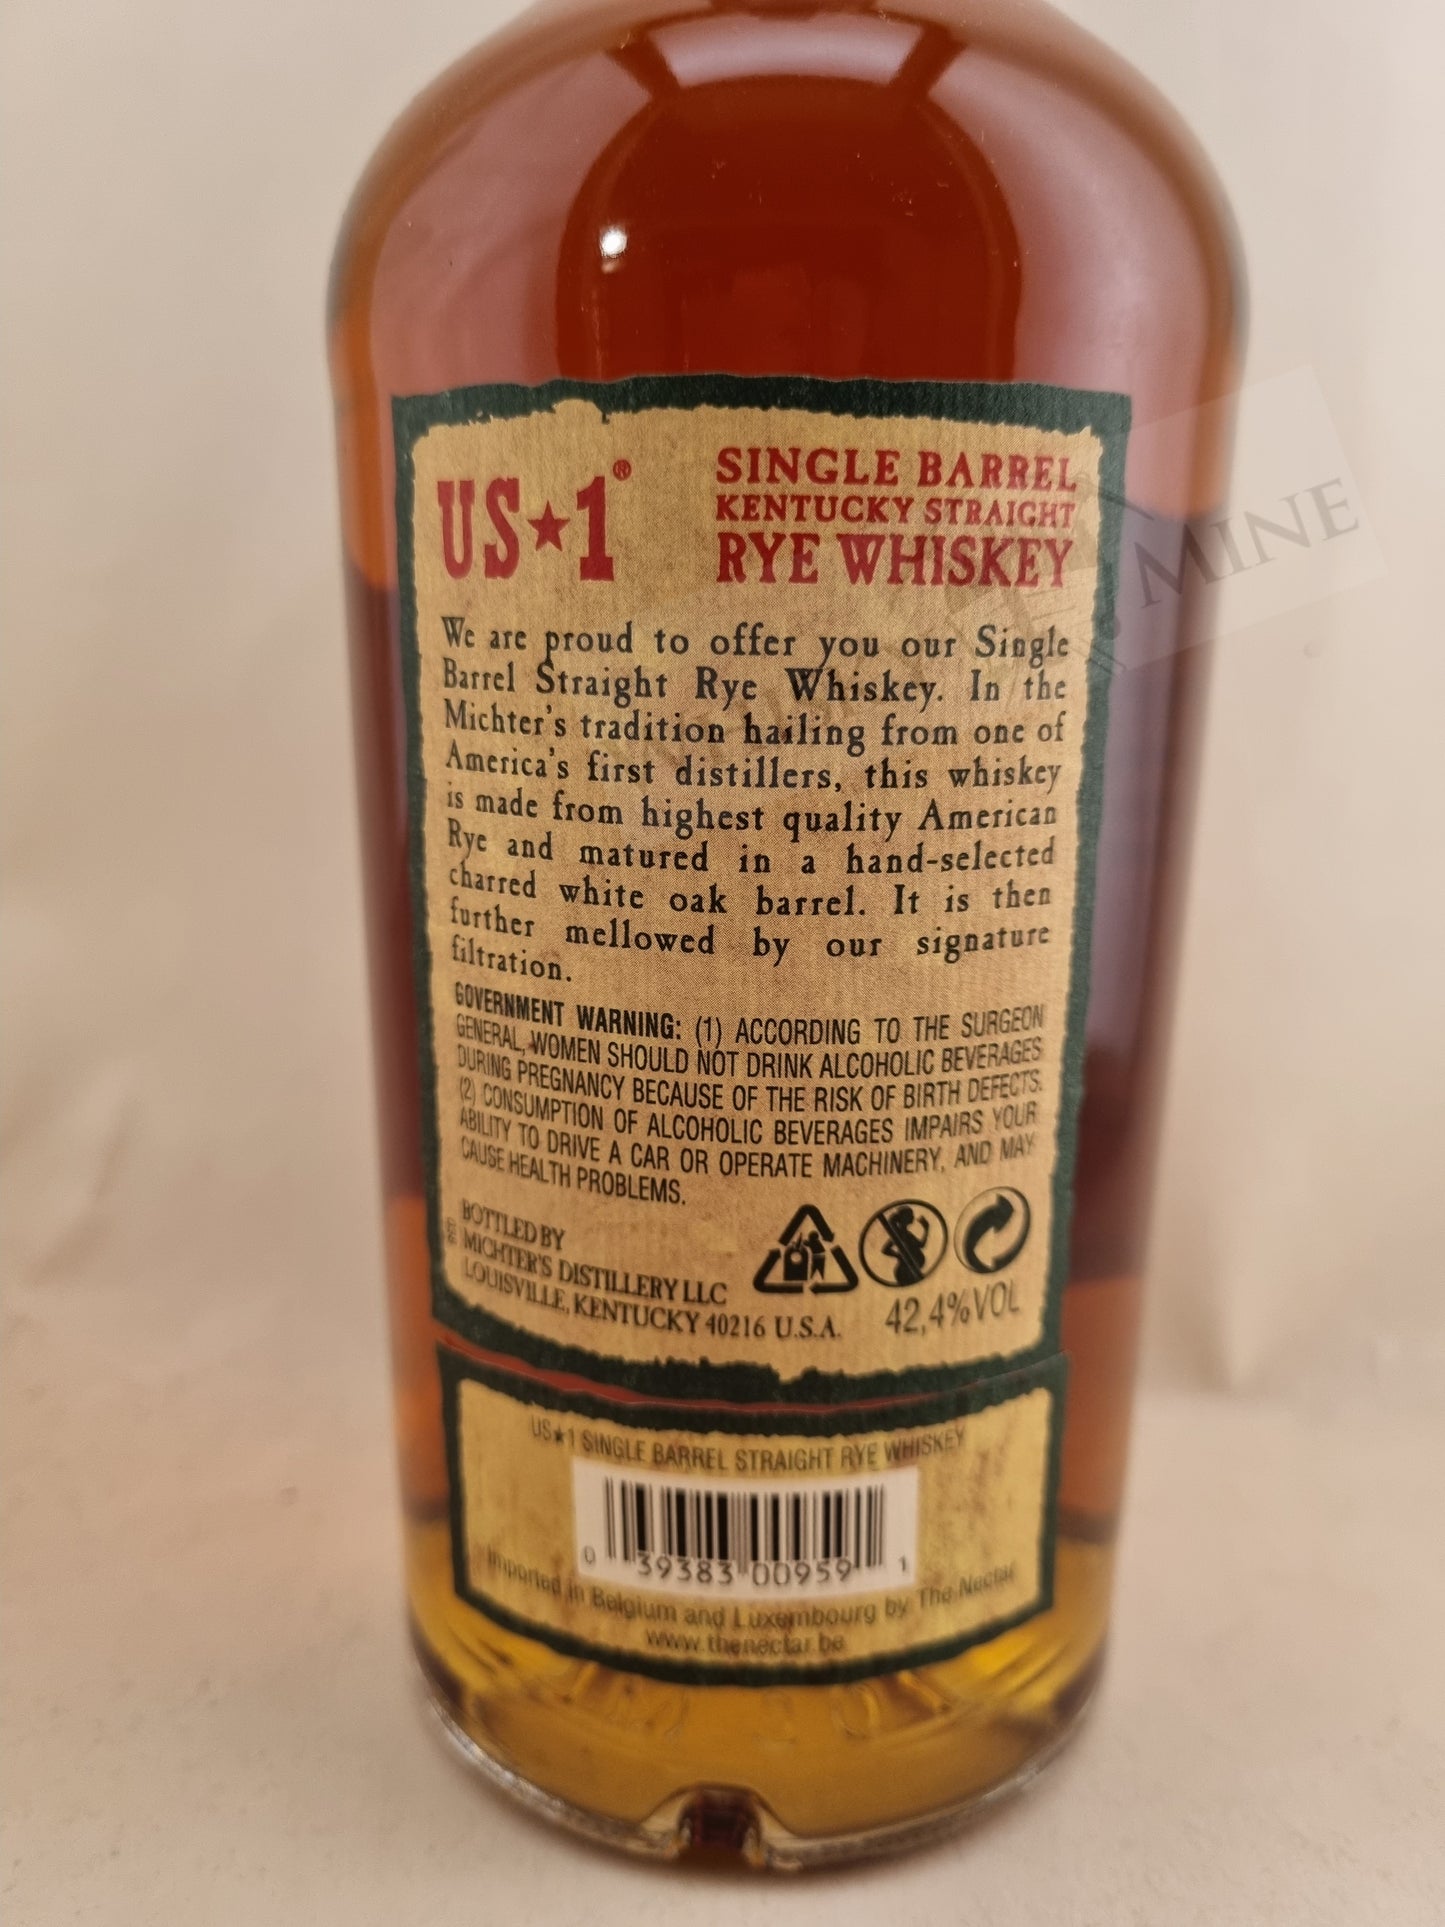 US★1®
SINGLE BARREL
KENTUCKY STRAIGHT
RYE WHISKEY
We are proud to offer you our Single
Barrel Straight Rye Whiskey. In the
Michter's tradition hailing from one of
America's first distillers, this whiskey
is made from highest quality American
Rye and matured in a hand-selected
charred white oak barrel. It is then
further mellowed by our signature
filtration.
GOVERNMENT WARNING: (1) ACCORDING TO THE SURGEON
GENERAL, WOMEN SHOULD NOT DRINK ALCOHOLIC BEVERAGES
DURING PREGNANCY BECAUSE OF THE RISK OF BIRTH DEFECTS.
(2) CONSUMPTION OF ALCOHOLIC BEVERAGES IMPAIRS YOUR
ABILITY TO DRIVE A CAR OR OPERATE MACHINERY, AND MAY
CAUSE HEALTH PROBLEMS.
BOTTLED BY
MICHTER'S DISTILLERY LLC
LOUISVILLE, KENTUCKY 40216 U.S.A.
42,4%VOL
US★1 SINGLE BARREL STRAIGHT RYE WHISKEY
0 39383 00959 1
Imported in Belgium and Luxembourg by The Nectar
www.thenectar.be
MINE